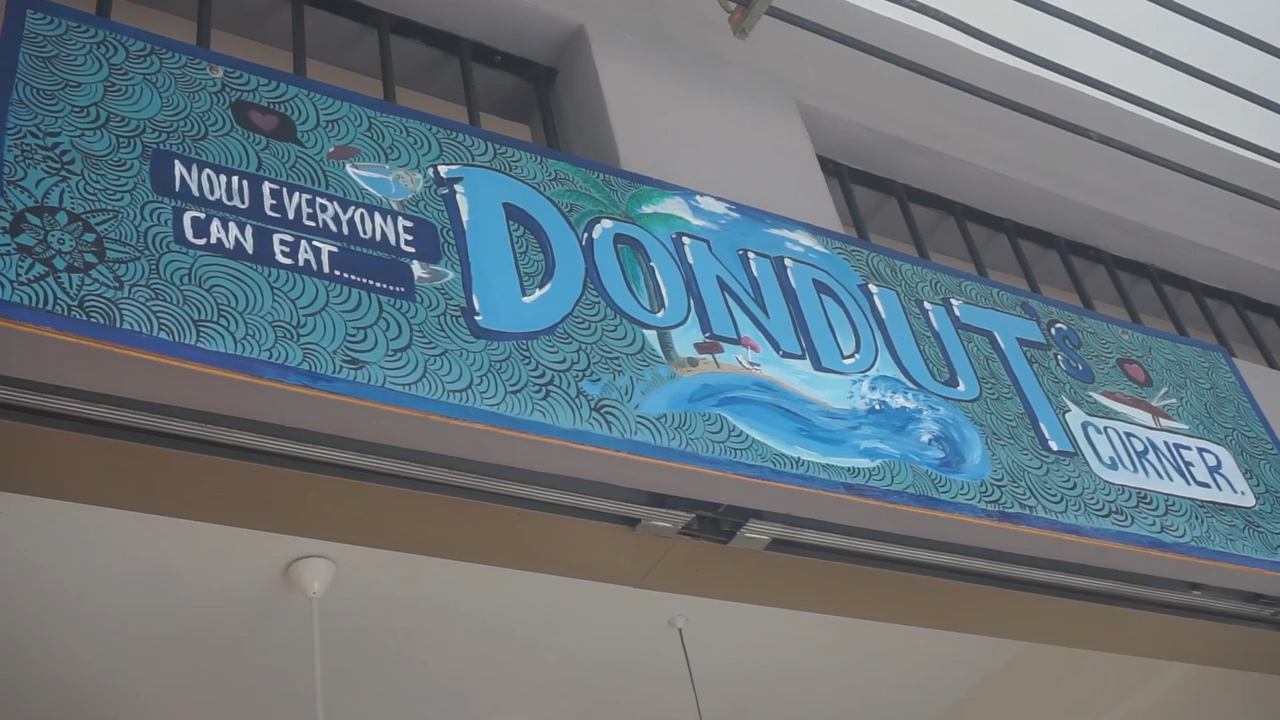 NOW EVERYONE
CAN EAT..........
DONDUT'S
CORNER.